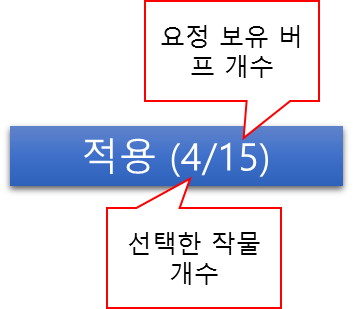 요정 보유 버
프 개수
적용 (4/15)
선택한 작물
개수